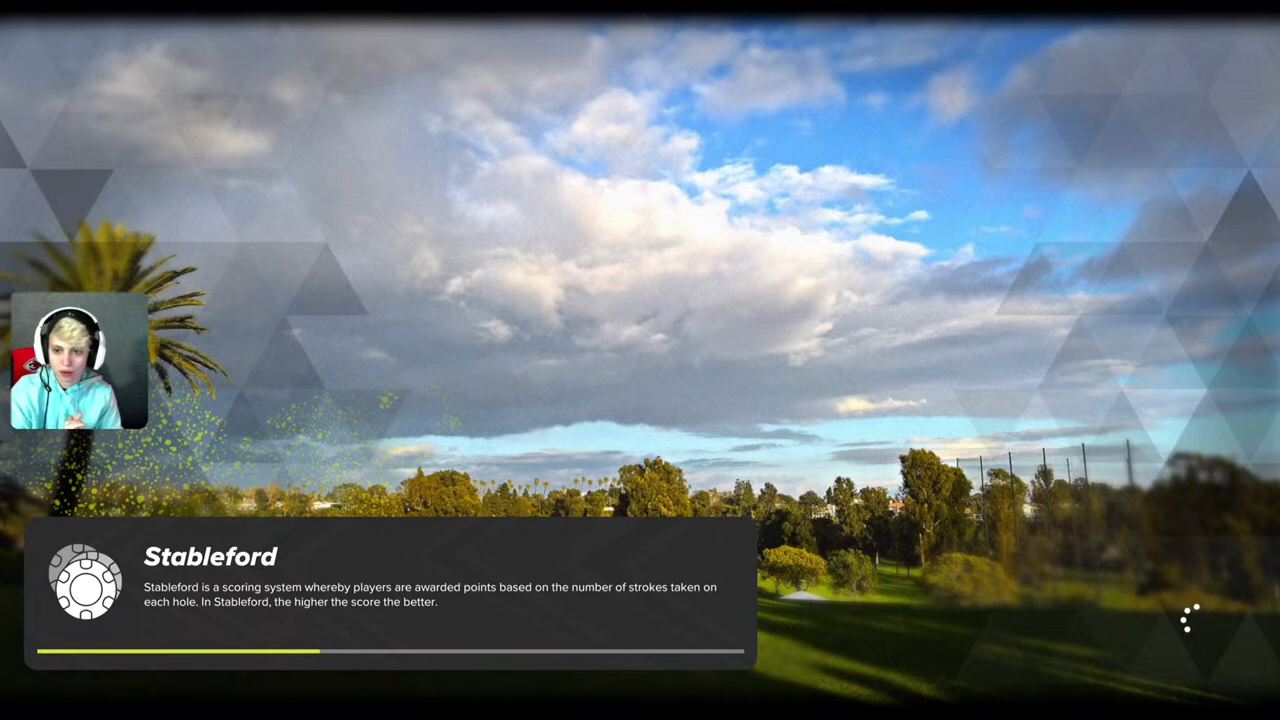 Stableford
Stableford is a scoring system whereby players are awarded points based on the number of strokes taken on
each hole. In Stableford, the higher the score the better.